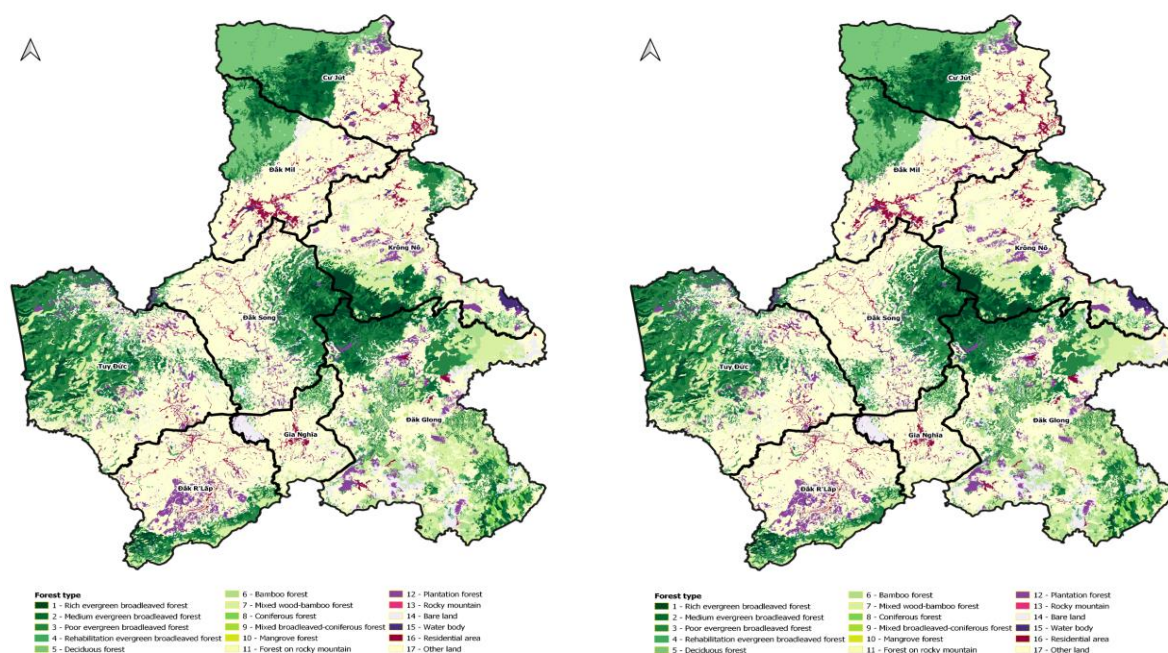 Cư Jút
Đắk Mil
Krông Nô
Đắk Song
Tuy Đức
Đăk Glong
Gia Nghĩa
Đắk R'Lấp
Forest type
1 - Rich evergreen broadleaved forest
2 - Medium evergreen broadleaved forest
3 - Poor evergreen broadleaved forest
4 - Rehabilitation evergreen broadleaved forest
5 - Deciduous forest
6 - Bamboo forest
7 - Mixed wood-bamboo forest
8 - Coniferous forest
9 - Mixed broadleaved-coniferous forest
10 - Mangrove forest
11 - Forest on rocky mountain
12 - Plantation forest
13 - Rocky mountain
14 - Bare land
15 - Water body
16 - Residential area
17 - Other land
Cư Jút
Đắk Mil
Krông Nô
Đắk Song
Tuy Đức
Đăk Glong
Gia Nghĩa
Đắk R'Lấp
Forest type
1 - Rich evergreen broadleaved forest
2 - Medium evergreen broadleaved forest
3 - Poor evergreen broadleaved forest
4 - Rehabilitation evergreen broadleaved forest
5 - Deciduous forest
6 - Bamboo forest
7 - Mixed wood-bamboo forest
8 - Coniferous forest
9 - Mixed broadleaved-coniferous forest
10 - Mangrove forest
11 - Forest on rocky mountain
12 - Plantation forest
13 - Rocky mountain
14 - Bare land
15 - Water body
16 - Residential area
17 - Other land